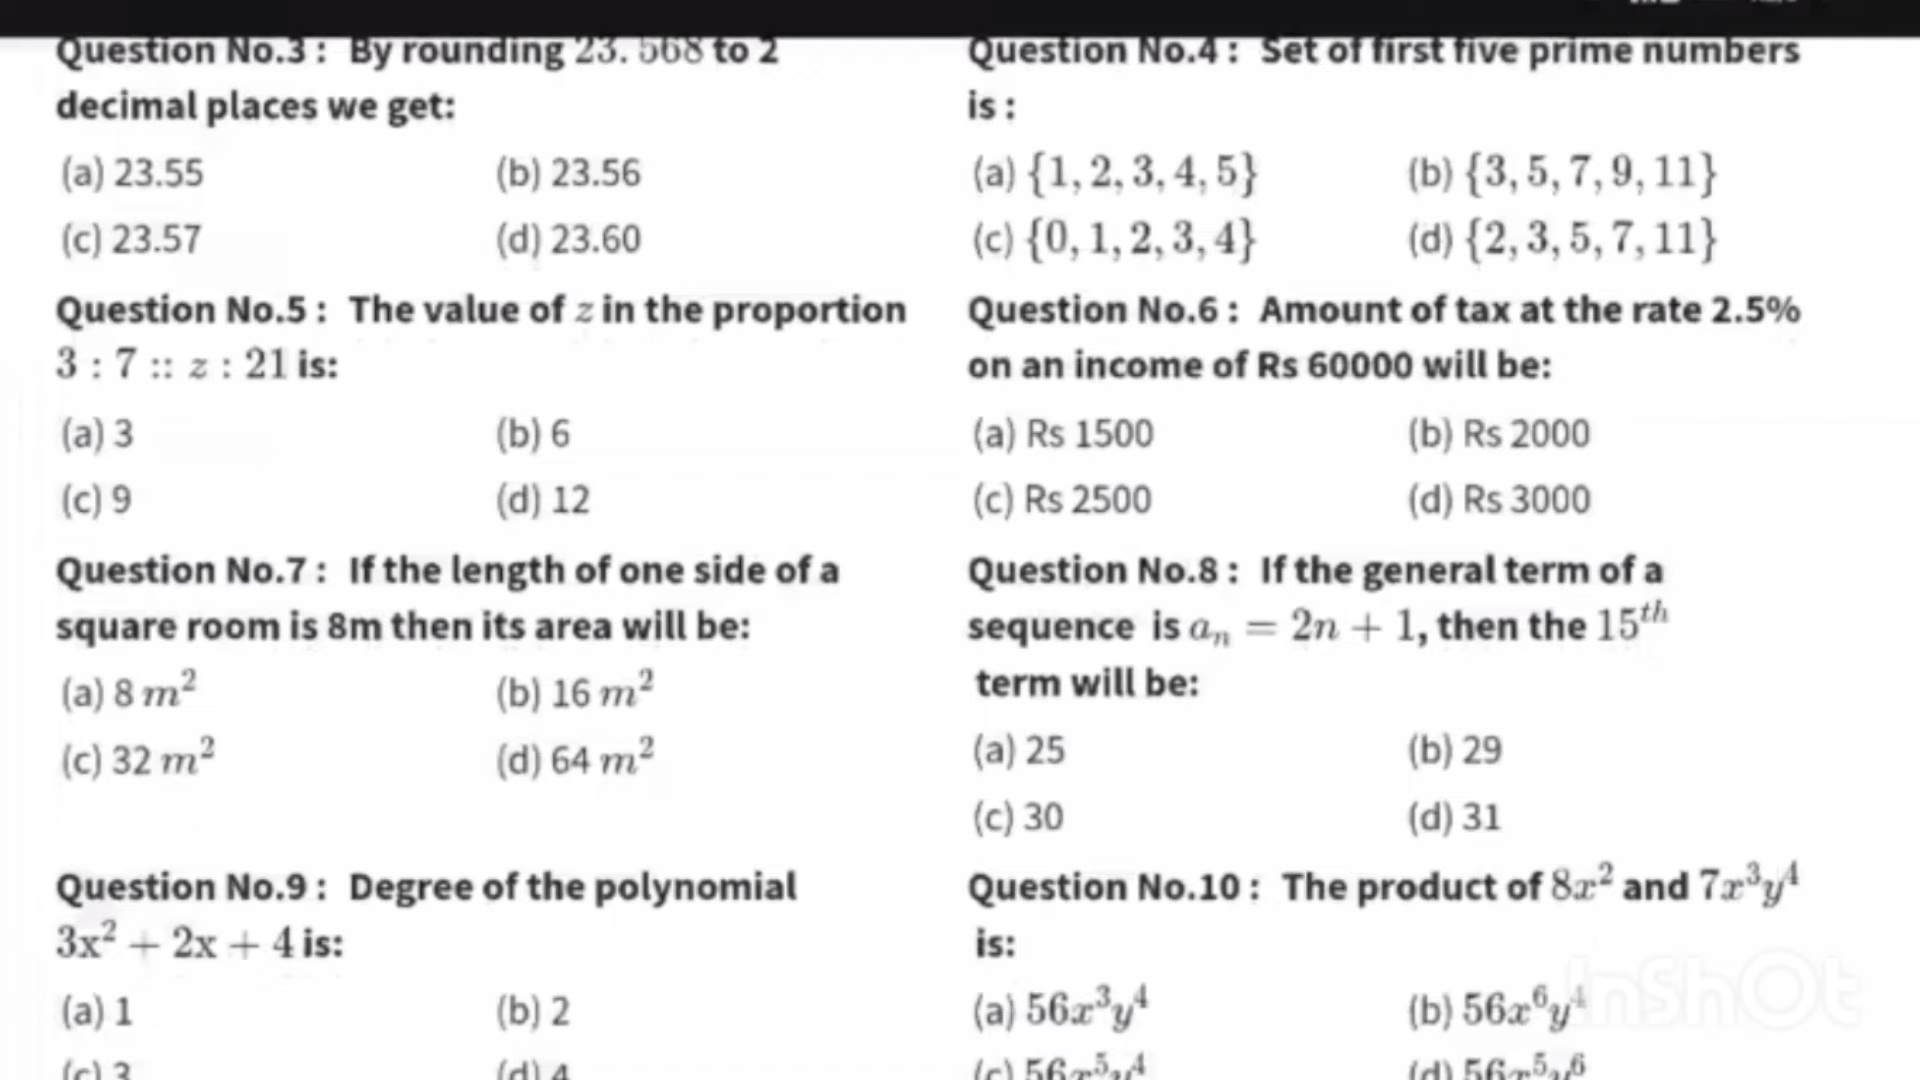 Question No.3 : By rounding 23.568 to 2
decimal places we get:
(a) 23.55 (b) 23.56
(c) 23.57 (d) 23.60
Question No.4 : Set of first five prime numbers
is :
(a) {1, 2, 3, 4, 5} (b) {3, 5, 7, 9, 11}
(c) {0, 1, 2, 3, 4} (d) {2, 3, 5, 7, 11}
Question No.5 : The value of z in the proportion
3 : 7 :: z : 21 is:
(a) 3 (b) 6
(c) 9 (d) 12
Question No.6 : Amount of tax at the rate 2.5%
on an income of Rs 60000 will be:
(a) Rs 1500 (b) Rs 2000
(c) Rs 2500 (d) Rs 3000
Question No.7 : If the length of one side of a
square room is 8m then its area will be:
(a) 8 m² (b) 16 m²
(c) 32 m² (d) 64 m²
Question No.8 : If the general term of a
sequence is aₙ = 2n + 1, then the 15ᵗʰ
term will be:
(a) 25 (b) 29
(c) 30 (d) 31
Question No.9 : Degree of the polynomial
3x² + 2x + 4 is:
(a) 1 (b) 2
(c) 3 (d) 4
Question No.10 : The product of 8x² and 7x³y⁴
is:
(a) 56x³y⁴ (b) 56x⁶y⁴
(c) 56x⁵y⁴ (d) 56x⁵y⁶
InShOt